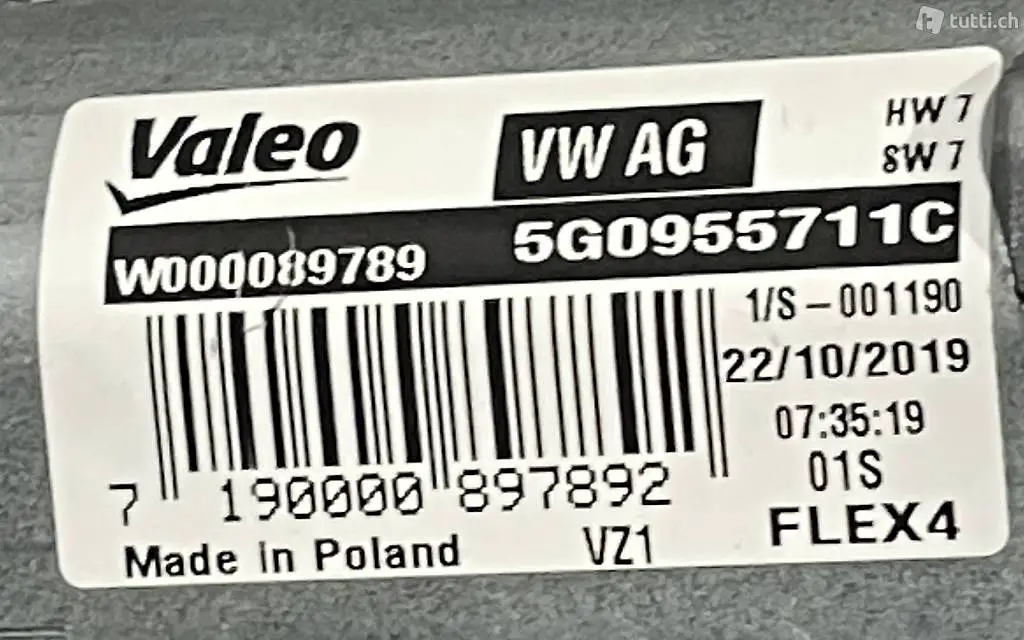 tutti.ch
Valeo
VW AG
HW 7
SW 7
W000089789
5G0955711C
1/S-001190
22/10/2019
07:35:19
01S
7 190000 897892
FLEX4
Made in Poland
VZ1